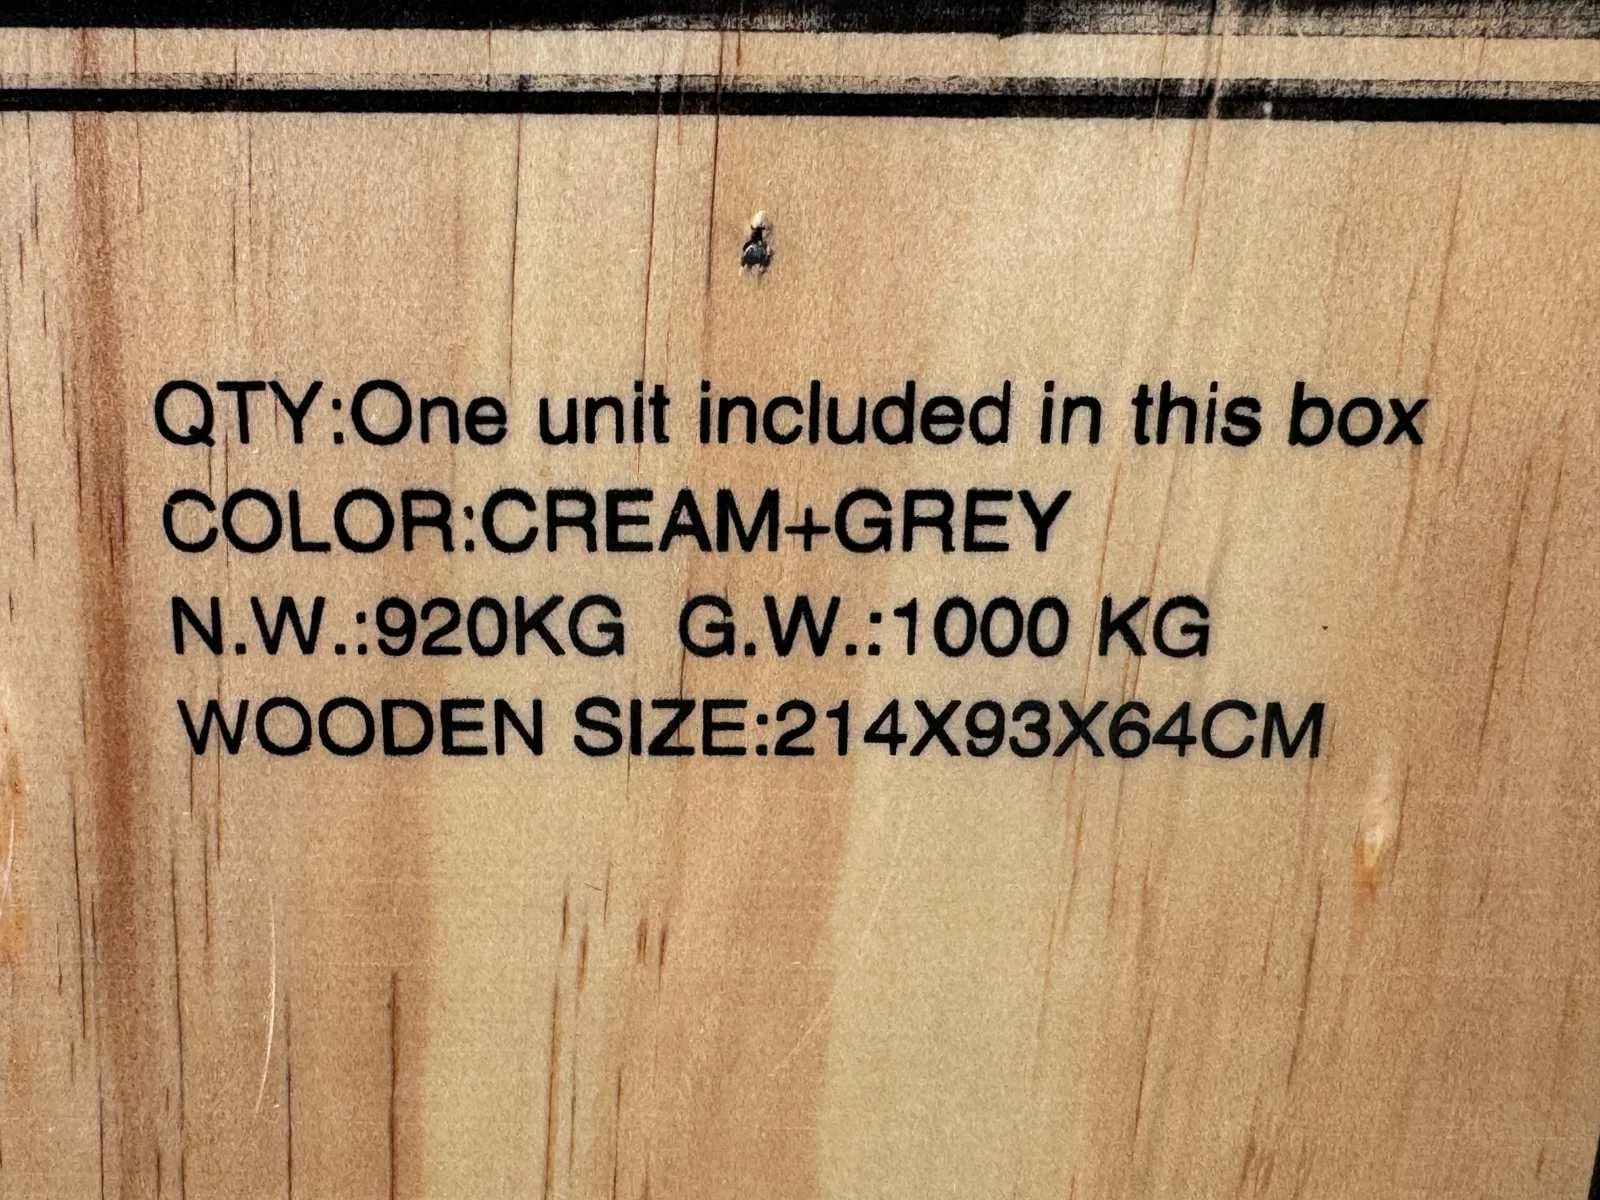 QTY:One unit included in this box
COLOR:CREAM+GREY
N.W.:920KG G.W.:1000 KG
WOODEN SIZE:214X93X64CM